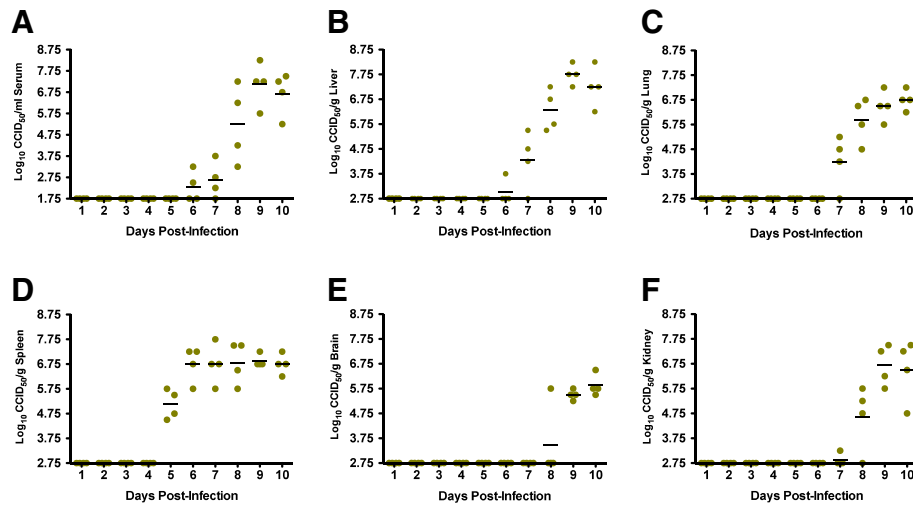 A
Log10 CCID50/ml Serum
8.75
7.75
6.75
5.75
4.75
3.75
2.75
1.75
1 2 3 4 5 6 7 8 9 10
Days Post-Infection
B
Log10 CCID50/g Liver
8.75
7.75
6.75
5.75
4.75
3.75
2.75
1 2 3 4 5 6 7 8 9 10
Days Post-Infection
C
Log10 CCID50/g Lung
8.75
7.75
6.75
5.75
4.75
3.75
2.75
1 2 3 4 5 6 7 8 9 10
Days Post-Infection
D
Log10 CCID50/g Spleen
8.75
7.75
6.75
5.75
4.75
3.75
2.75
1 2 3 4 5 6 7 8 9 10
Days Post-Infection
E
Log10 CCID50/g Brain
8.75
7.75
6.75
5.75
4.75
3.75
2.75
1 2 3 4 5 6 7 8 9 10
Days Post-Infection
F
Log10 CCID50/g Kidney
8.75
7.75
6.75
5.75
4.75
3.75
2.75
1 2 3 4 5 6 7 8 9 10
Days Post-Infection